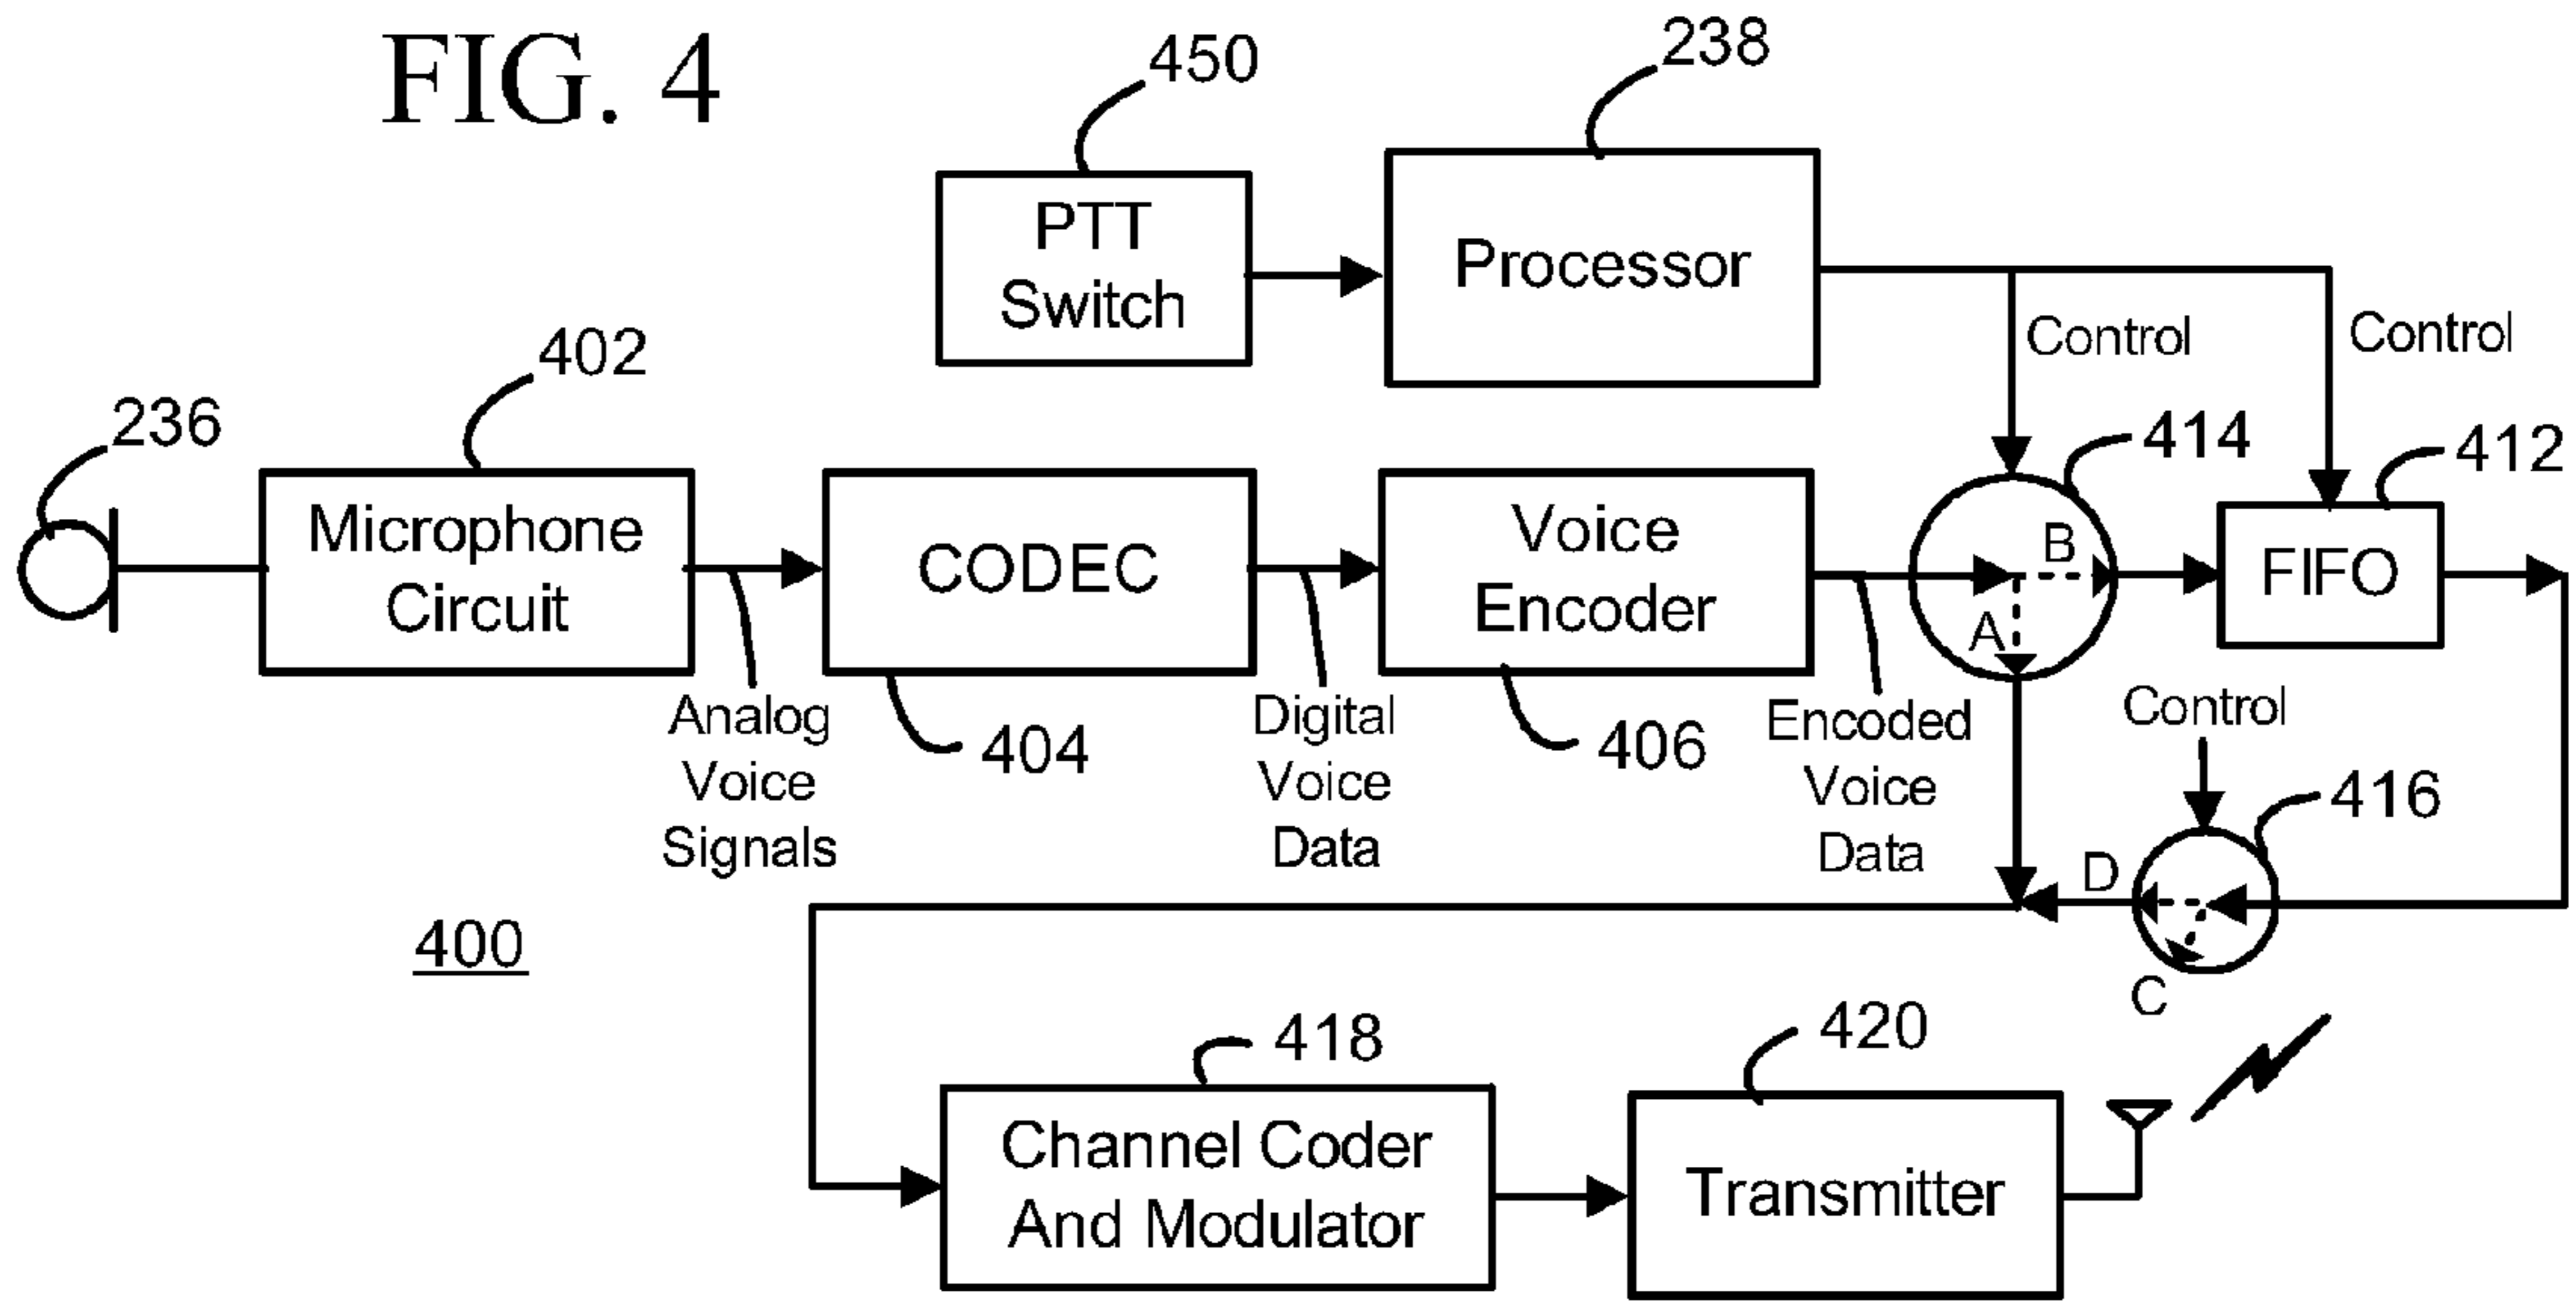 FIG. 4
450
238
PTT
Switch
Processor
Control
Control
402
236
414
412
Microphone
Circuit
CODEC
Voice
Encoder
B
A
FIFO
Analog
Voice
Signals
404
Digital
Voice
Data
406
Encoded
Voice
Data
Control
416
D
C
400
418
420
Channel Coder
And Modulator
Transmitter